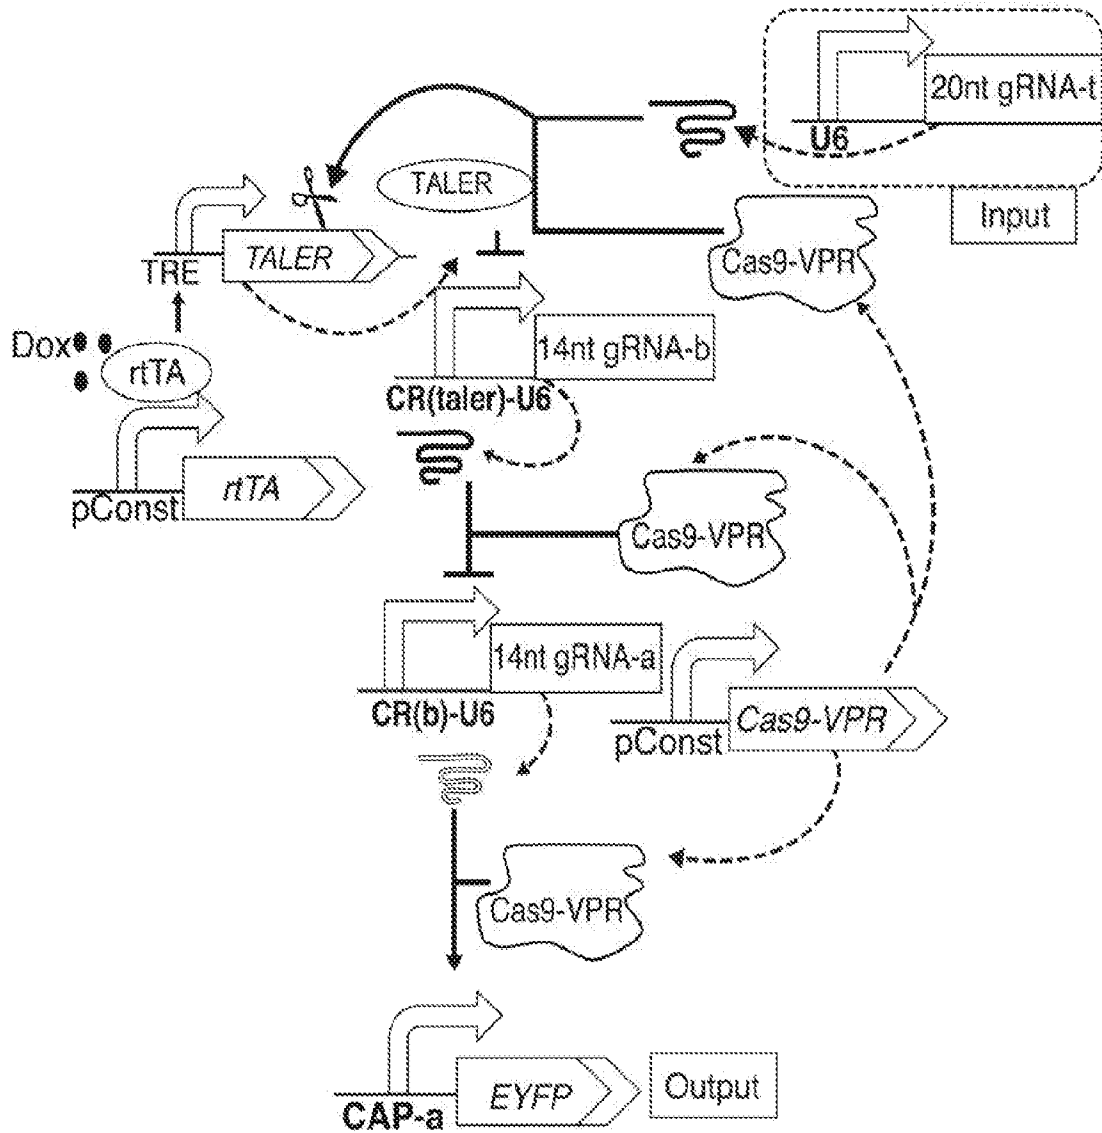 20nt gRNA-t
U6
Input
TALER
Cas9-VPR
TALER
TRE
Dox
rtTA
14nt gRNA-b
CR(taler)-U6
rtTA
pConst
Cas9-VPR
14nt gRNA-a
CR(b)-U6
Cas9-VPR
pConst
Cas9-VPR
EYFP
Output
CAP-a